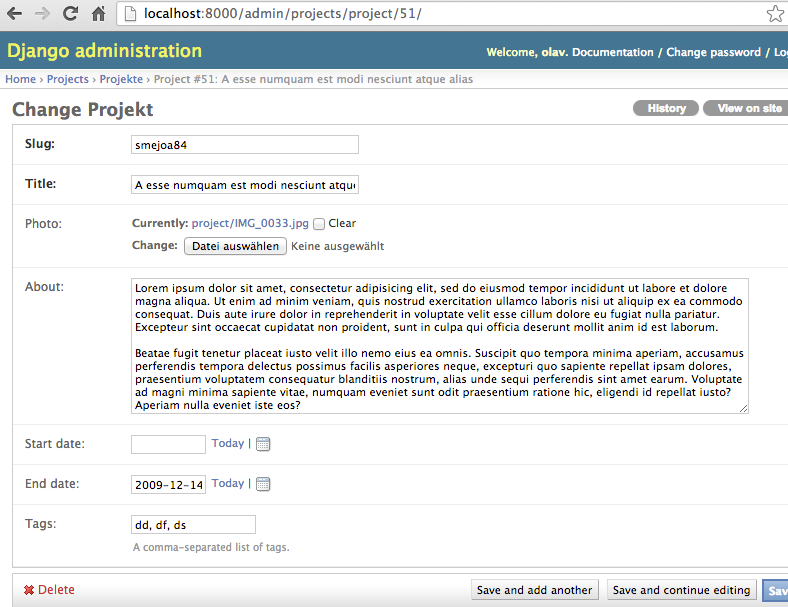 localhost:8000/admin/projects/project/51/
Django administration
Welcome, olav. Documentation / Change password /
Home › Projects › Projekte › Project #51: A esse numquam est modi nesciunt atque alias
Change Projekt
History
View on site
Slug:
smejoa84
Title:
A esse numquam est modi nesciunt
Photo:
Currently: project/IMG_0033.jpg Clear
Change: Datei auswählen Keine ausgewählt
About:
Lorem ipsum dolor sit amet, consectetur adipisicing elit, sed do eiusmod tempor incididunt ut labore et dolore
magna aliqua. Ut enim ad minim veniam, quis nostrud exercitation ullamco laboris nisi ut aliquip ex ea commodo
consequat. Duis aute irure dolor in reprehenderit in voluptate velit esse cillum dolore eu fugiat nulla pariatur.
Excepteur sint occaecat cupidatat non proident, sunt in culpa qui officia deserunt mollit anim id est laborum.
Beatae fugit tenetur placeat iusto velit illo nemo eius ea omnis. Suscipit quo tempora minima aperiam, accusamus
perferendis tempora delectus possimus facilis asperiores neque, excepturi quo sapiente repellat ipsam dolores,
praesentium voluptatem consequatur blanditiis nostrum, alias unde sequi perferendis sint amet earum. Voluptate
ad magni minima sapiente vitae, numquam eveniet sunt odit praesentium ratione hic, eligendi id repellat iusto?
Aperiam nulla eveniet iste eos?
Start date:
Today |
End date:
2009-12-14
Today |
Tags:
dd, df, ds
A comma-separated list of tags.
Delete
Save and add another
Save and continue editing